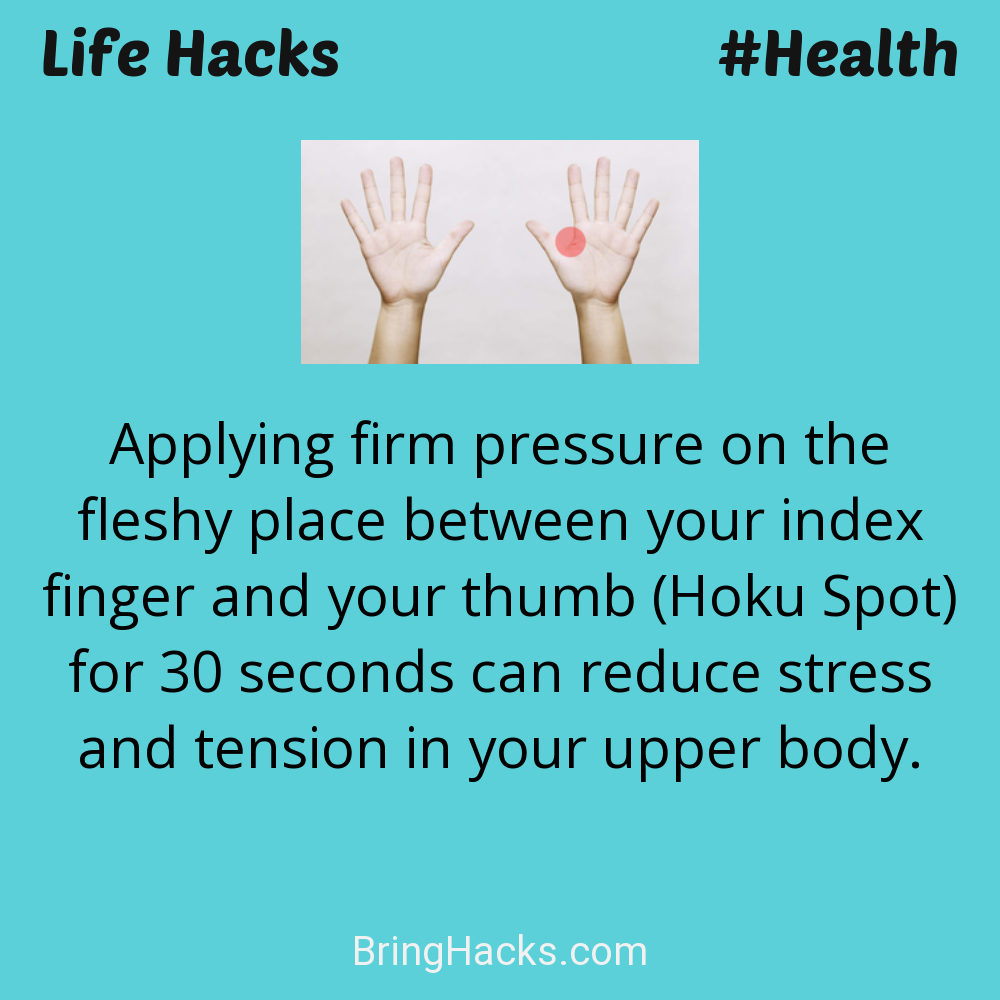 Life Hacks #Health
Applying firm pressure on the
fleshy place between your index
finger and your thumb (Hoku Spot)
for 30 seconds can reduce stress
and tension in your upper body.
BringHacks.com